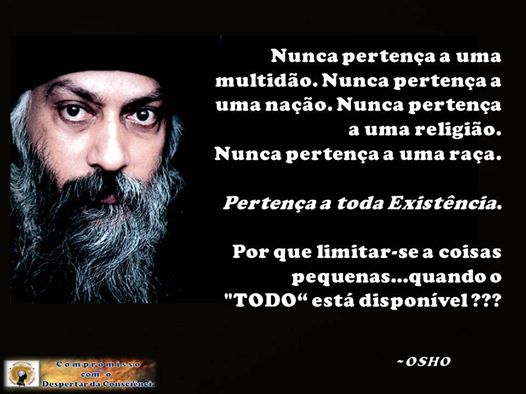 Nunca pertença a uma
multidão. Nunca pertença a
uma nação. Nunca pertença
a uma religião.
Nunca pertença a uma raça.
Pertença a toda Existência.
Por que limitar-se a coisas
pequenas...quando o
"TODO“ está disponível ???
~OSHO
Compromisso
com o
Despertar da Consciência